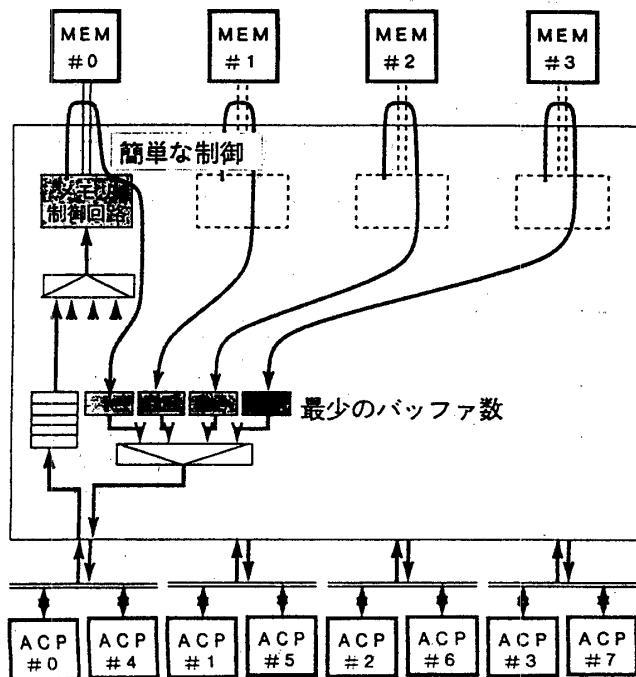 MEM #0
MEM #1
MEM #2
MEM #3
簡単な制御
制御回路
最少のバッファ数
ACP #0
ACP #4
ACP #1
ACP #5
ACP #2
ACP #6
ACP #3
ACP #7